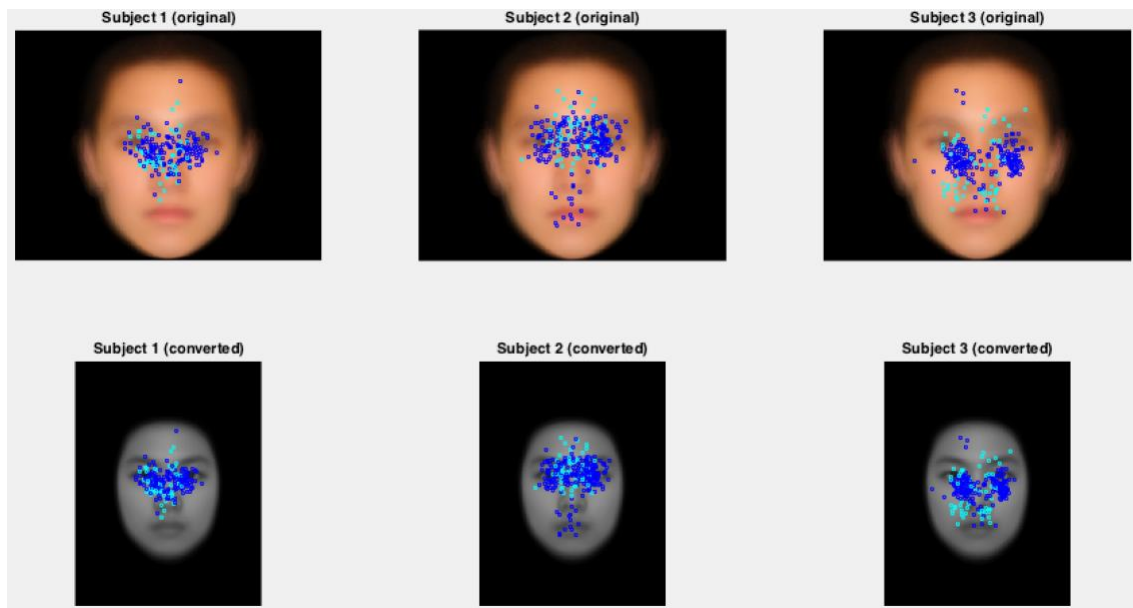 Subject 1 (original)
Subject 2 (original)
Subject 3 (original)
Subject 1 (converted)
Subject 2 (converted)
Subject 3 (converted)